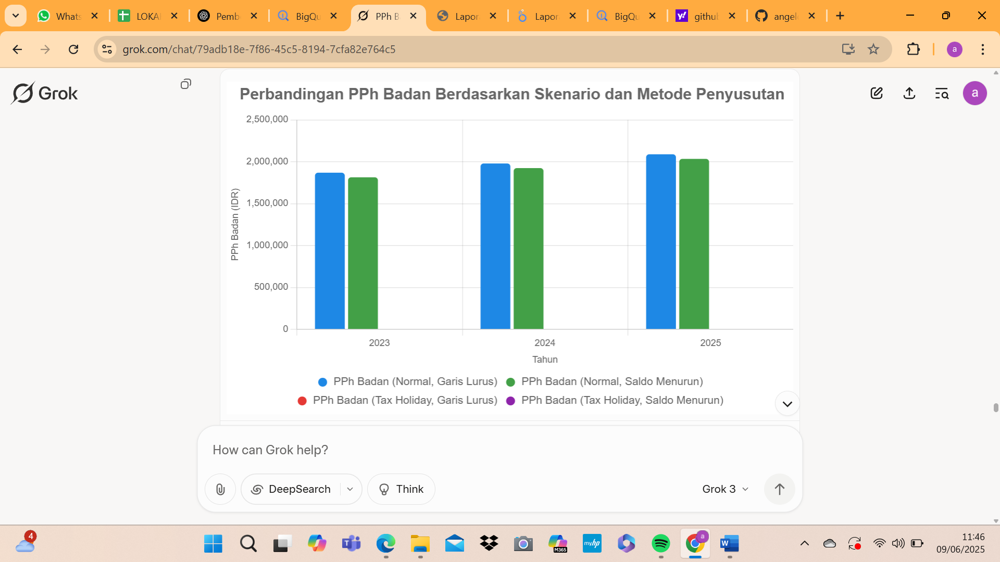 Whats
LOKA
Pemb
BigQu
PPh B
Lapor
Lapor
BigQu
githu
angel
grok.com/chat/79adb18e-7f86-45c5-8194-7cfa82e764c5
a
Grok
a
Perbandingan PPh Badan Berdasarkan Skenario dan Metode Penyusutan
PPh Badan (IDR)
2,500,000
2,000,000
1,500,000
1,000,000
500,000
0
2023 2024 2025
Tahun
PPh Badan (Normal, Garis Lurus) PPh Badan (Normal, Saldo Menurun)
PPh Badan (Tax Holiday, Garis Lurus) PPh Badan (Tax Holiday, Saldo Menurun)
How can Grok help?
DeepSearch
Think
Grok 3
4
M365
myhp
a
W
11:46
09/06/2025